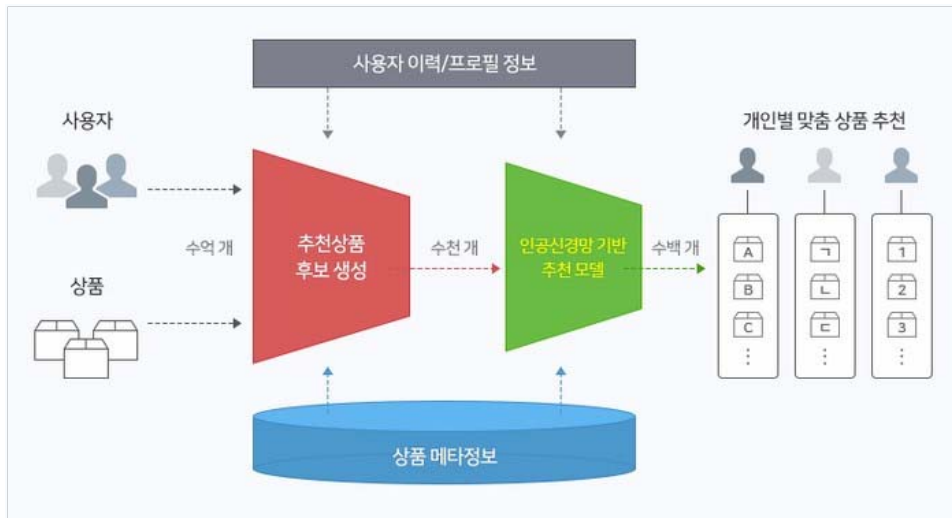 사용자 이력/프로필 정보
사용자
개인별 맞춤 상품 추천
수억 개
추천상품
후보 생성
수천 개
인공신경망 기반
추천 모델
수백 개
상품
A
B
C
ㄱ
ㄴ
ㄷ
1
2
3
상품 메타정보